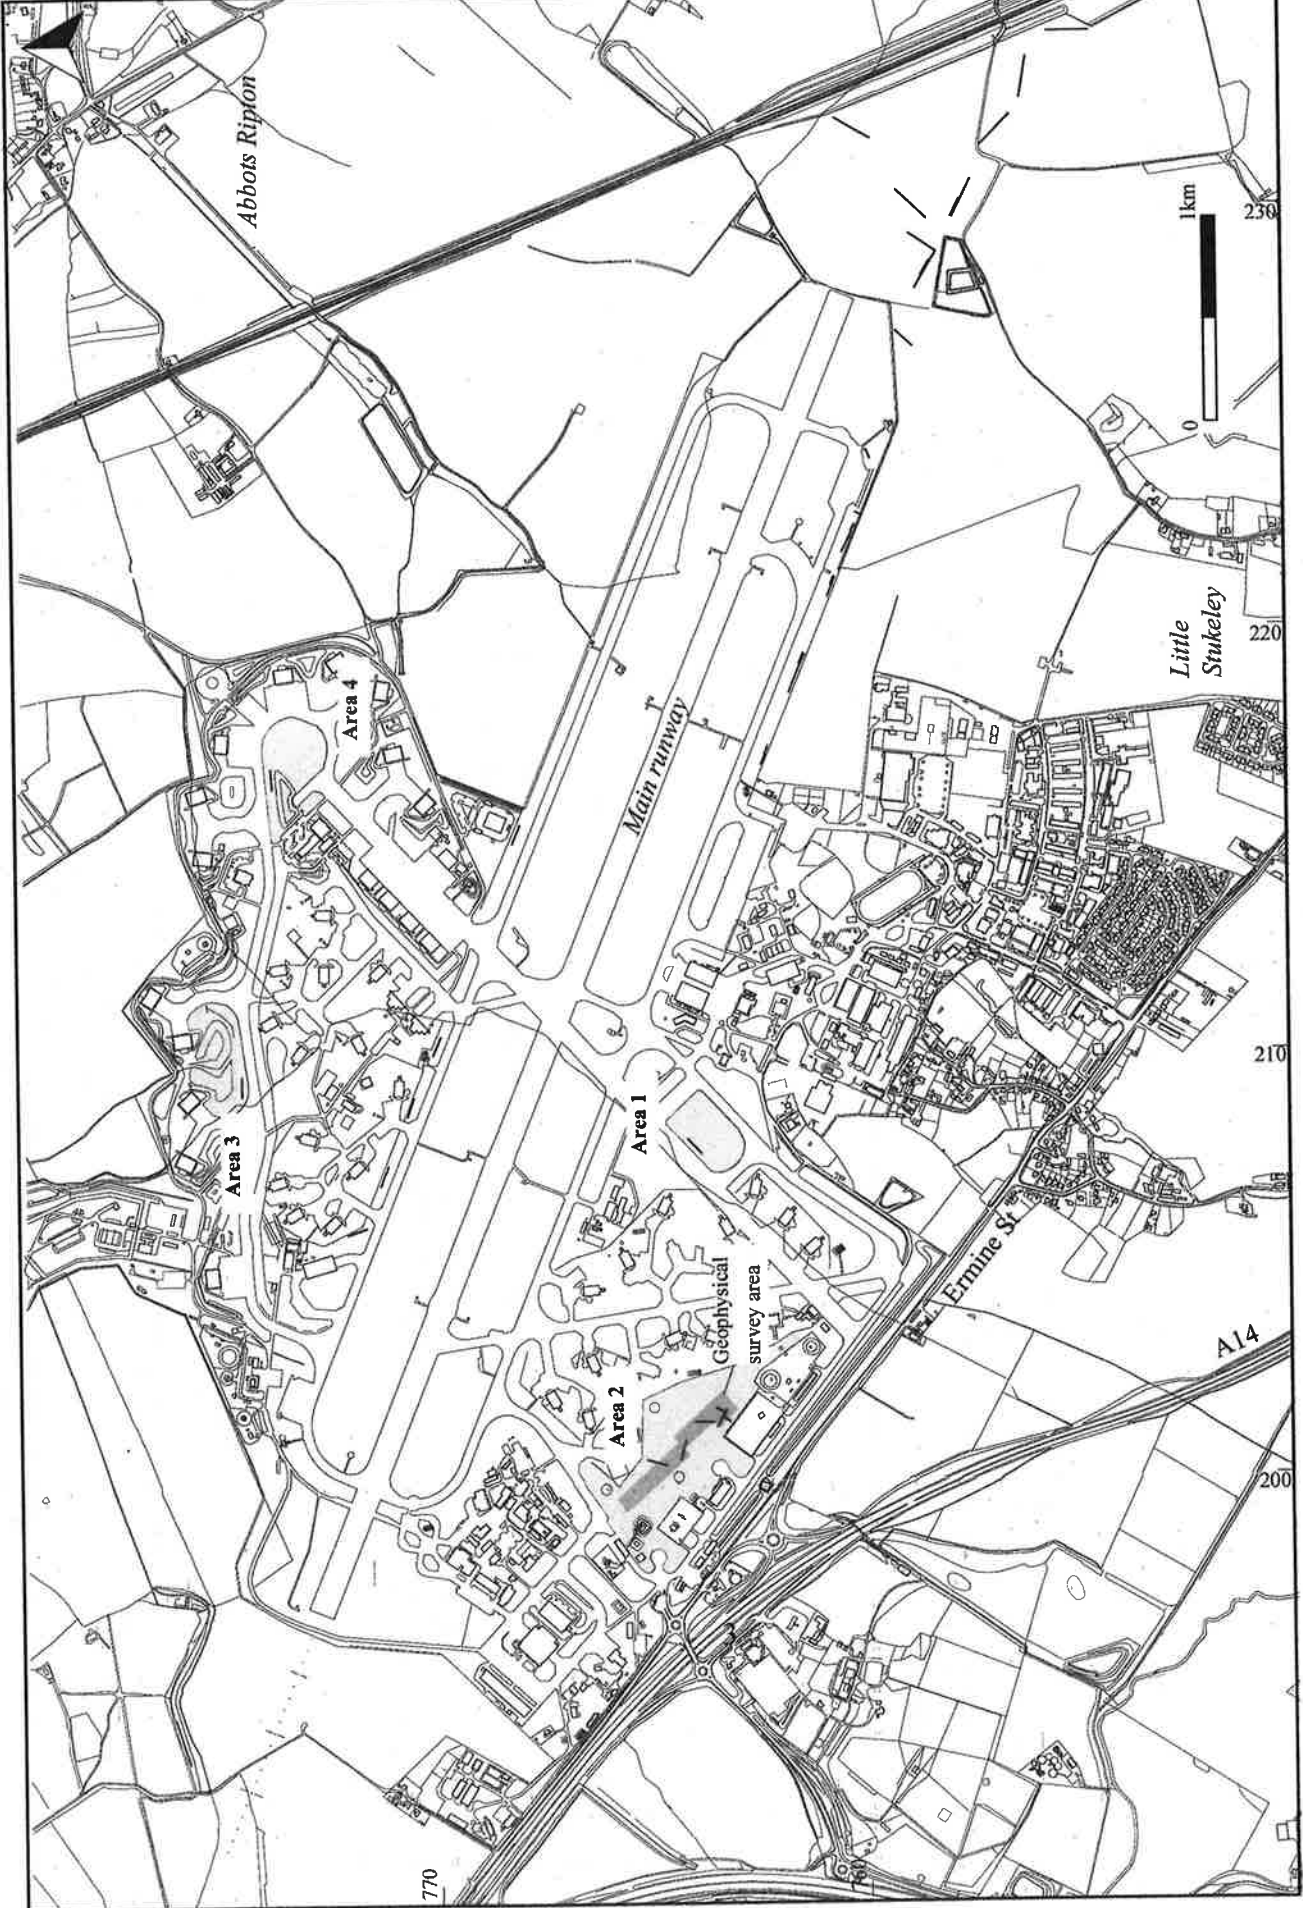 Abbots Ripton
1km
0
230
Little
Stukeley
220
Area 4
Main runway
210
Area 3
Area 1
Ermine St
Geophysical
survey area
A14
Area 2
200
770